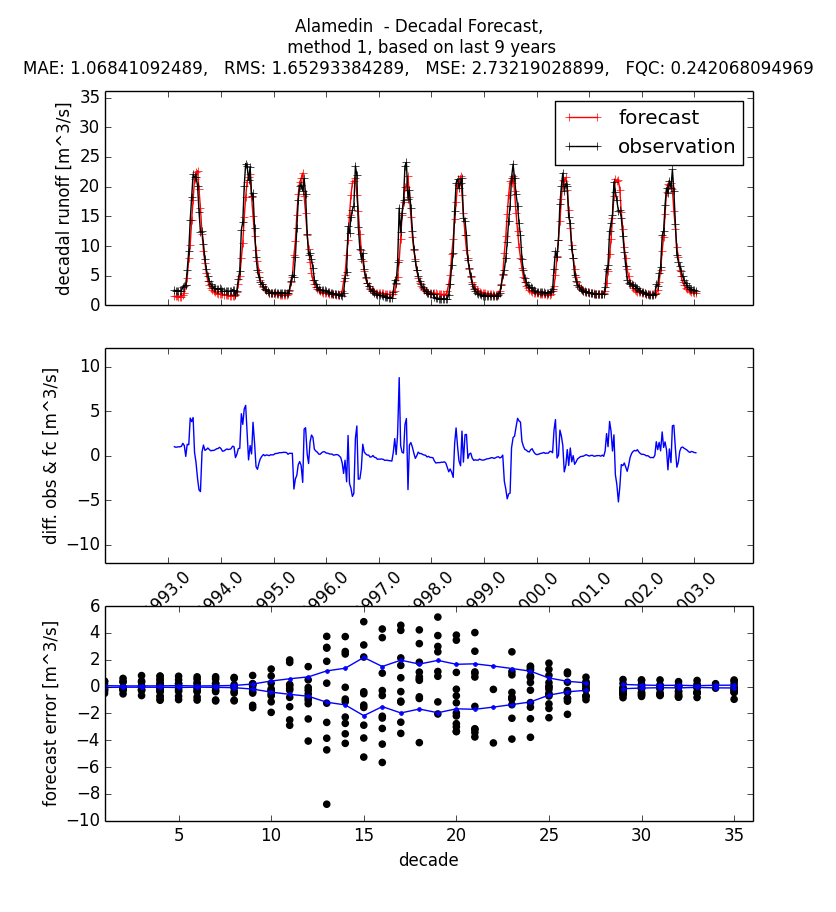 Alamedin - Decadal Forecast,
method 1, based on last 9 years
MAE: 1.06841092489, RMS: 1.65293384289, MSE: 2.73219028899, FQC: 0.242068094969
decadal runoff [m^3/s]
35
30
25
20
15
10
5
0
forecast
observation
diff. obs & fc [m^3/s]
10
5
0
−5
−10
993.0 994.0 995.0 996.0 997.0 998.0 999.0 000.0 001.0 002.0 003.0
forecast error [m^3/s]
6
4
2
0
−2
−4
−6
−8
−10
5 10 15 20 25 30 35
decade